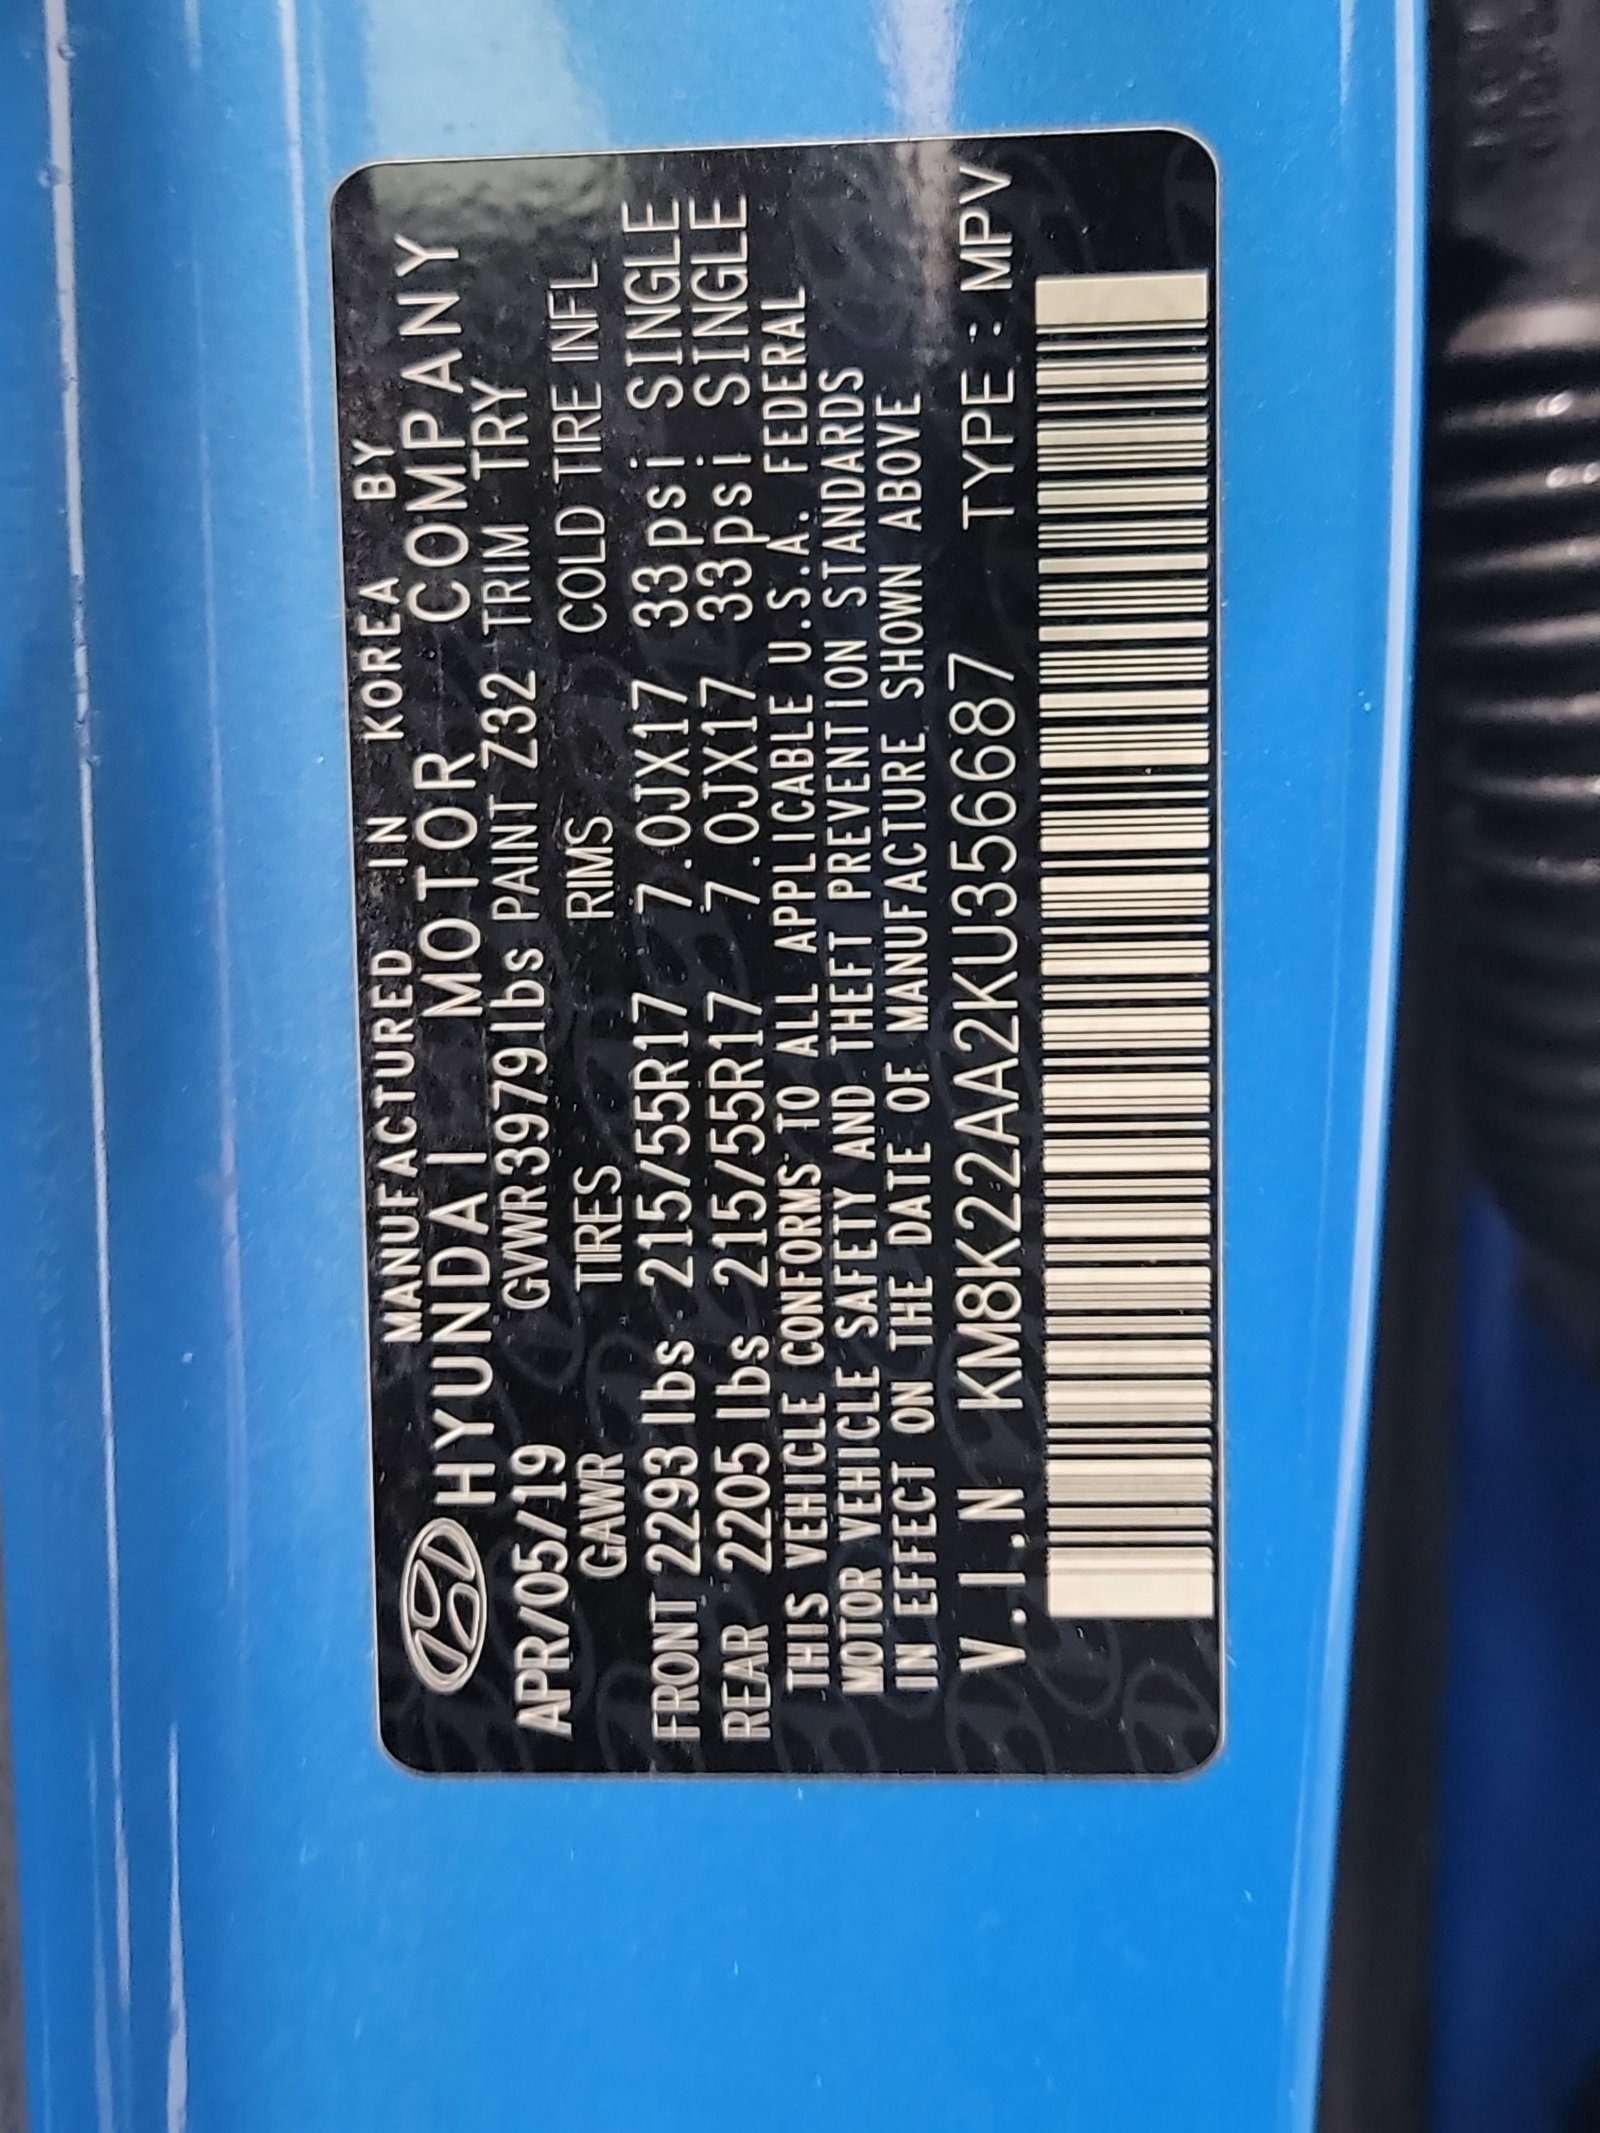 MANUFACTURED IN KOREA BY
HYUNDAI MOTOR COMPANY
APR/05/19 GVWR3979lbs PAINT Z32 TRIM TRY
GAWR TIRES RIMS COLD TIRE INFL
FRONT 2293 lbs 215/55R17 7.0JX17 33psi SINGLE
REAR 2205 lbs 215/55R17 7.0JX17 33psi SINGLE
THIS VEHICLE CONFORMS TO ALL APPLICABLE U.S.A. FEDERAL
MOTOR VEHICLE SAFETY AND THEFT PREVENTION STANDARDS
IN EFFECT ON THE DATE OF MANUFACTURE SHOWN ABOVE
V.I.N KM8K22AA2KU356687 TYPE : MPV